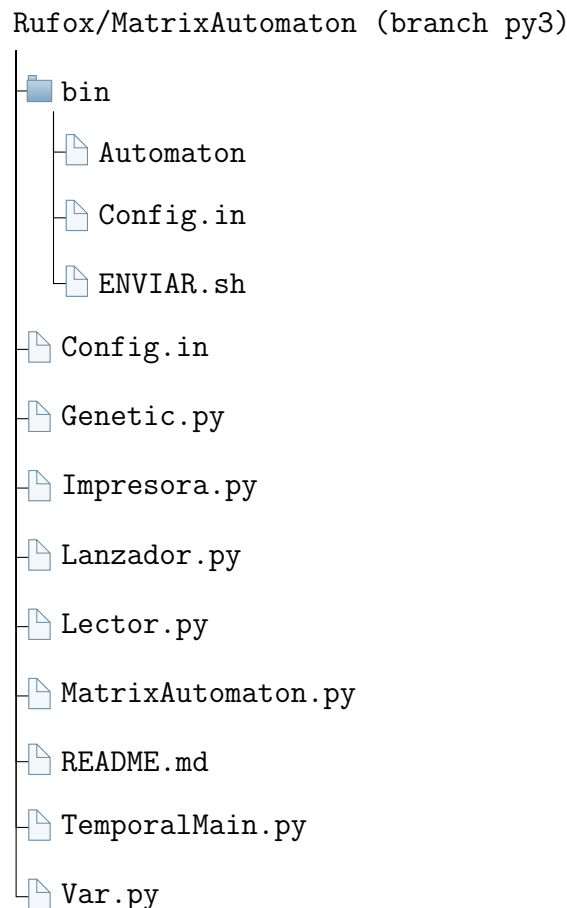 Rufox/MatrixAutomaton (branch py3)
bin
Automaton
Config.in
ENVIAR.sh
Config.in
Genetic.py
Impresora.py
Lanzador.py
Lector.py
MatrixAutomaton.py
README.md
TemporalMain.py
Var.py